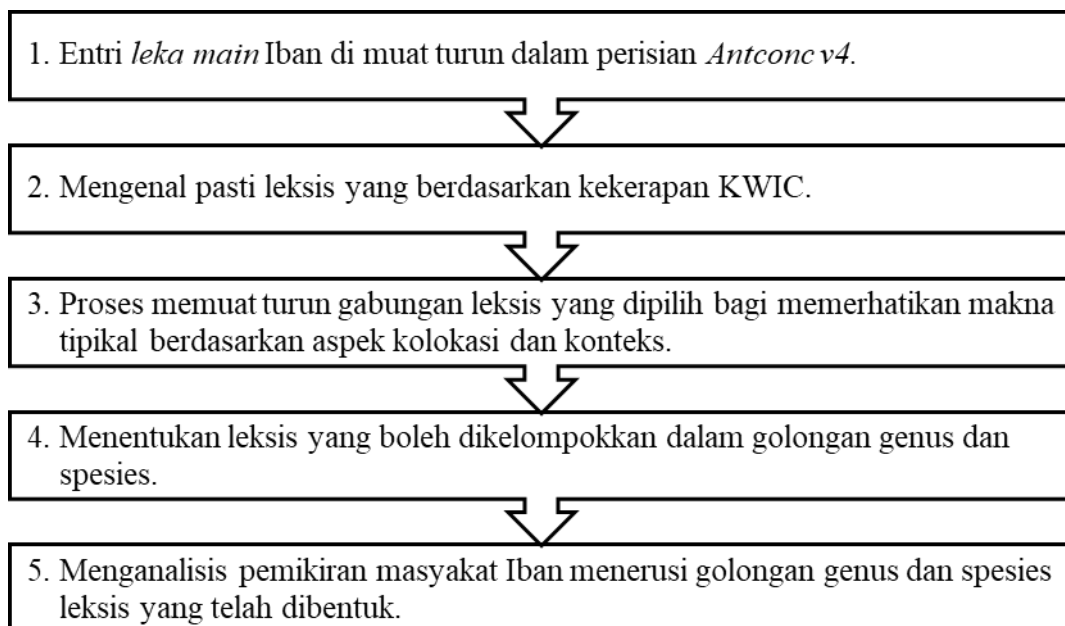 1. Entri leka main Iban di muat turun dalam perisian Antconc v4.
2. Mengenal pasti leksis yang berdasarkan kekerapan KWIC.
3. Proses memuat turun gabungan leksis yang dipilih bagi memerhatikan makna
tipikal berdasarkan aspek kolokasi dan konteks.
4. Menentukan leksis yang boleh dikelompokkan dalam golongan genus dan
spesies.
5. Menganalisis pemikiran masyakat Iban menerusi golongan genus dan spesies
leksis yang telah dibentuk.